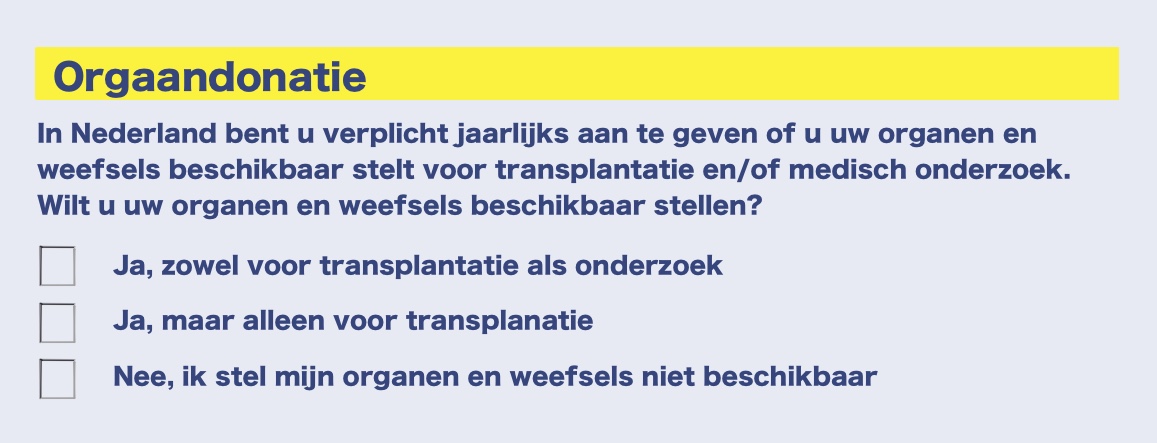 Orgaandonatie
In Nederland bent u verplicht jaarlijks aan te geven of u uw organen en
weefsels beschikbaar stelt voor transplantatie en/of medisch onderzoek.
Wilt u uw organen en weefsels beschikbaar stellen?
Ja, zowel voor transplantatie als onderzoek
Ja, maar alleen voor transplanatie
Nee, ik stel mijn organen en weefsels niet beschikbaar